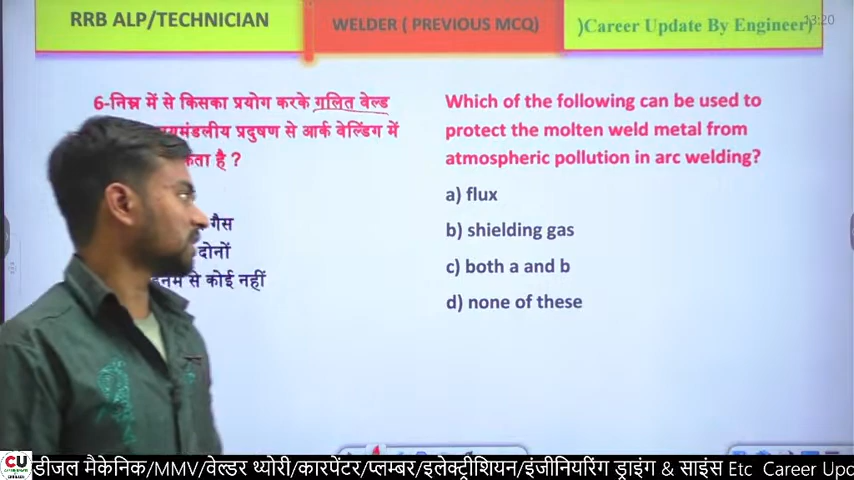 RRB ALP/TECHNICIAN
WELDER ( PREVIOUS MCQ)
)Career Update By Engineer)
13:20
6-निम्न में से किसका प्रयोग करके गलित वेल्ड
प्रदुषण से आर्क वेल्डिंग में
है ?
गैस
दोनों
से कोई नहीं
Which of the following can be used to
protect the molten weld metal from
atmospheric pollution in arc welding?
a) flux
b) shielding gas
c) both a and b
d) none of these
CU
डीजल मैकेनिक/MMV/वेल्डर थ्योरी/कारपेंटर/प्लम्बर/इलेक्ट्रीशियन/इंजीनियरिंग ड्राइंग & साइंस Etc Career Upd